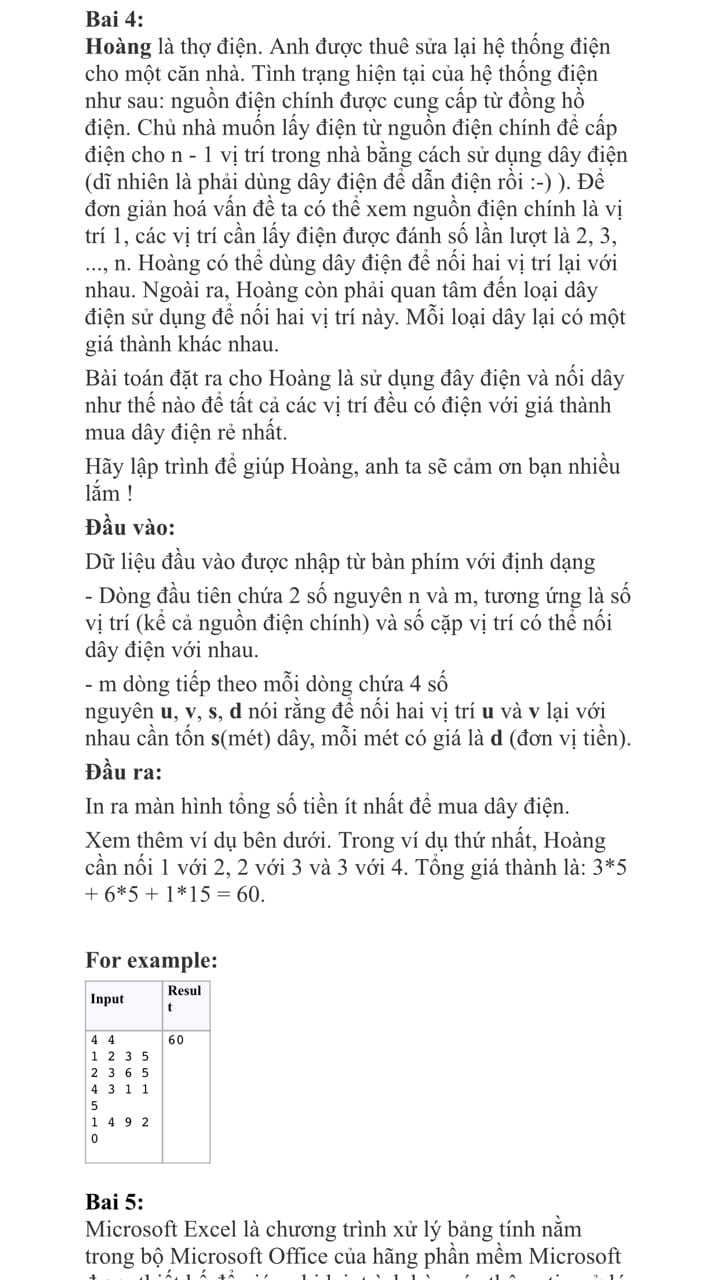 Bai 4:
Hoàng là thợ điện. Anh được thuê sửa lại hệ thống điện
cho một căn nhà. Tình trạng hiện tại của hệ thống điện
như sau: nguồn điện chính được cung cấp từ đồng hồ
điện. Chủ nhà muốn lấy điện từ nguồn điện chính để cấp
điện cho n - 1 vị trí trong nhà bằng cách sử dụng dây điện
(dĩ nhiên là phải dùng dây điện để dẫn điện rồi :-) ). Để
đơn giản hoá vấn đề ta có thể xem nguồn điện chính là vị
trí 1, các vị trí cần lấy điện được đánh số lần lượt là 2, 3,
..., n. Hoàng có thể dùng dây điện để nối hai vị trí lại với
nhau. Ngoài ra, Hoàng còn phải quan tâm đến loại dây
điện sử dụng để nối hai vị trí này. Mỗi loại dây lại có một
giá thành khác nhau.
Bài toán đặt ra cho Hoàng là sử dụng đây điện và nối dây
như thế nào để tất cả các vị trí đều có điện với giá thành
mua dây điện rẻ nhất.
Hãy lập trình để giúp Hoàng, anh ta sẽ cảm ơn bạn nhiều
lắm !
Đầu vào:
Dữ liệu đầu vào được nhập từ bàn phím với định dạng
- Dòng đầu tiên chứa 2 số nguyên n và m, tương ứng là số
vị trí (kể cả nguồn điện chính) và số cặp vị trí có thể nối
dây điện với nhau.
- m dòng tiếp theo mỗi dòng chứa 4 số
nguyên u, v, s, d nói rằng để nối hai vị trí u và v lại với
nhau cần tốn s(mét) dây, mỗi mét có giá là d (đơn vị tiền).
Đầu ra:
In ra màn hình tổng số tiền ít nhất để mua dây điện.
Xem thêm ví dụ bên dưới. Trong ví dụ thứ nhất, Hoàng
cần nối 1 với 2, 2 với 3 và 3 với 4. Tổng giá thành là: 3*5
+ 6*5 + 1*15 = 60.
For example:
Input
Resul
t
4 4
1 2 3 5
2 3 6 5
4 3 1 1
5
1 4 9 2
0
60
Bai 5:
Microsoft Excel là chương trình xử lý bảng tính nằm
trong bộ Microsoft Office của hãng phần mềm Microsoft